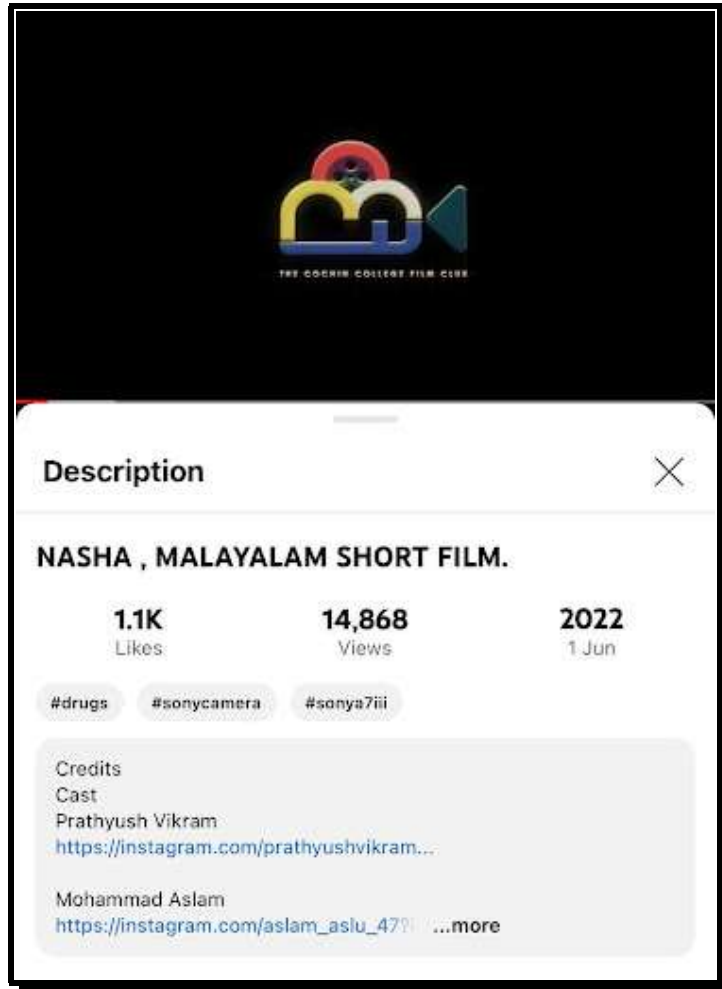 THE COCHIN COLLEGE FILM CLUB
Description
NASHA , MALAYALAM SHORT FILM.
1.1K 14,868 2022
Likes Views 1 Jun
#drugs #sonycamera #sonya7iii
Credits
Cast
Prathyush Vikram
https://instagram.com/prathyushvikram...
Mohammad Aslam
https://instagram.com/aslam_aslu_47?i ...more